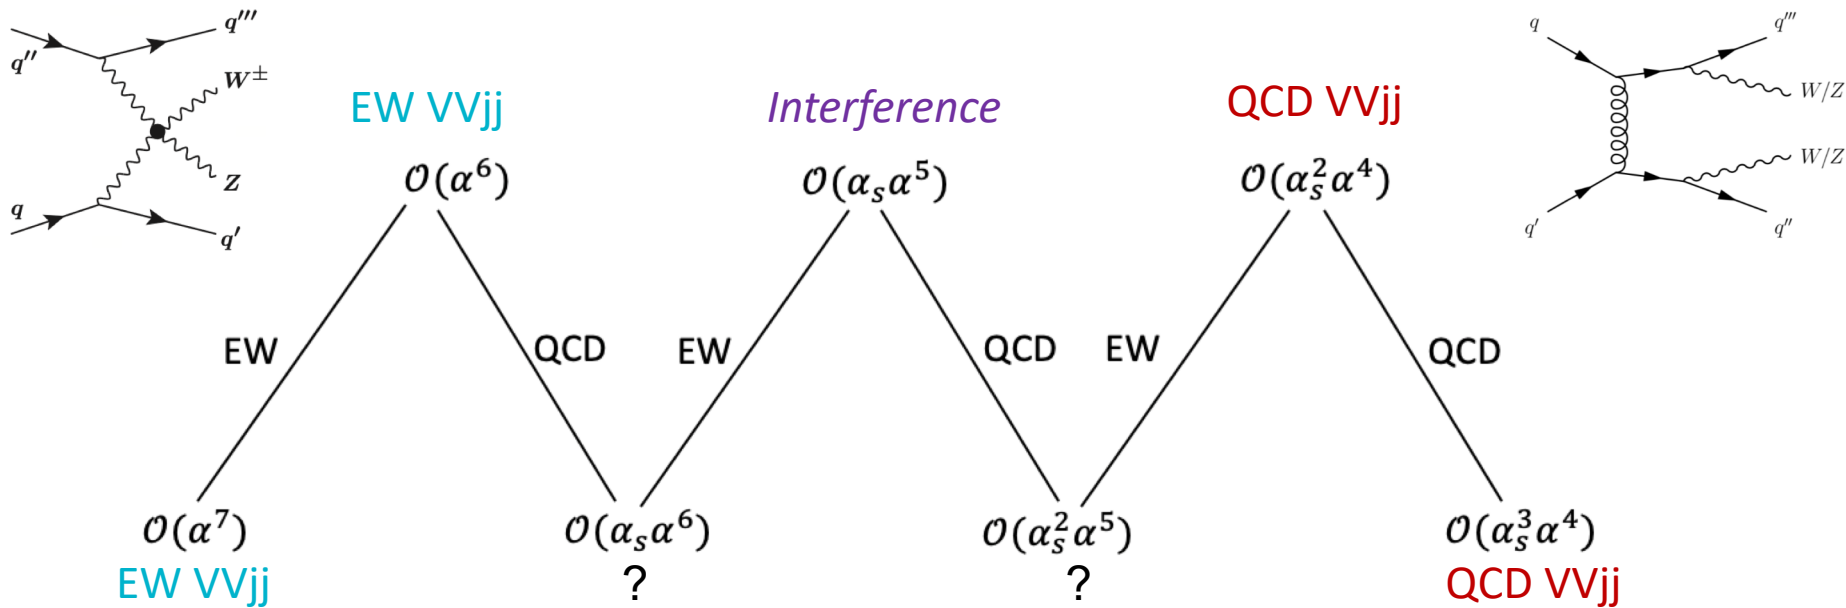 q''
q'''
W±
Z
q
q'
EW VVjj
Interference
QCD VVjj
𝒪(α⁶)
𝒪(αₛα⁵)
𝒪(αₛ²α⁴)
q
q'''
W/Z
W/Z
q'
q''
EW
QCD
EW
QCD
EW
QCD
𝒪(α⁷)
𝒪(αₛα⁶)
𝒪(αₛ²α⁵)
𝒪(αₛ³α⁴)
EW VVjj
?
?
QCD VVjj